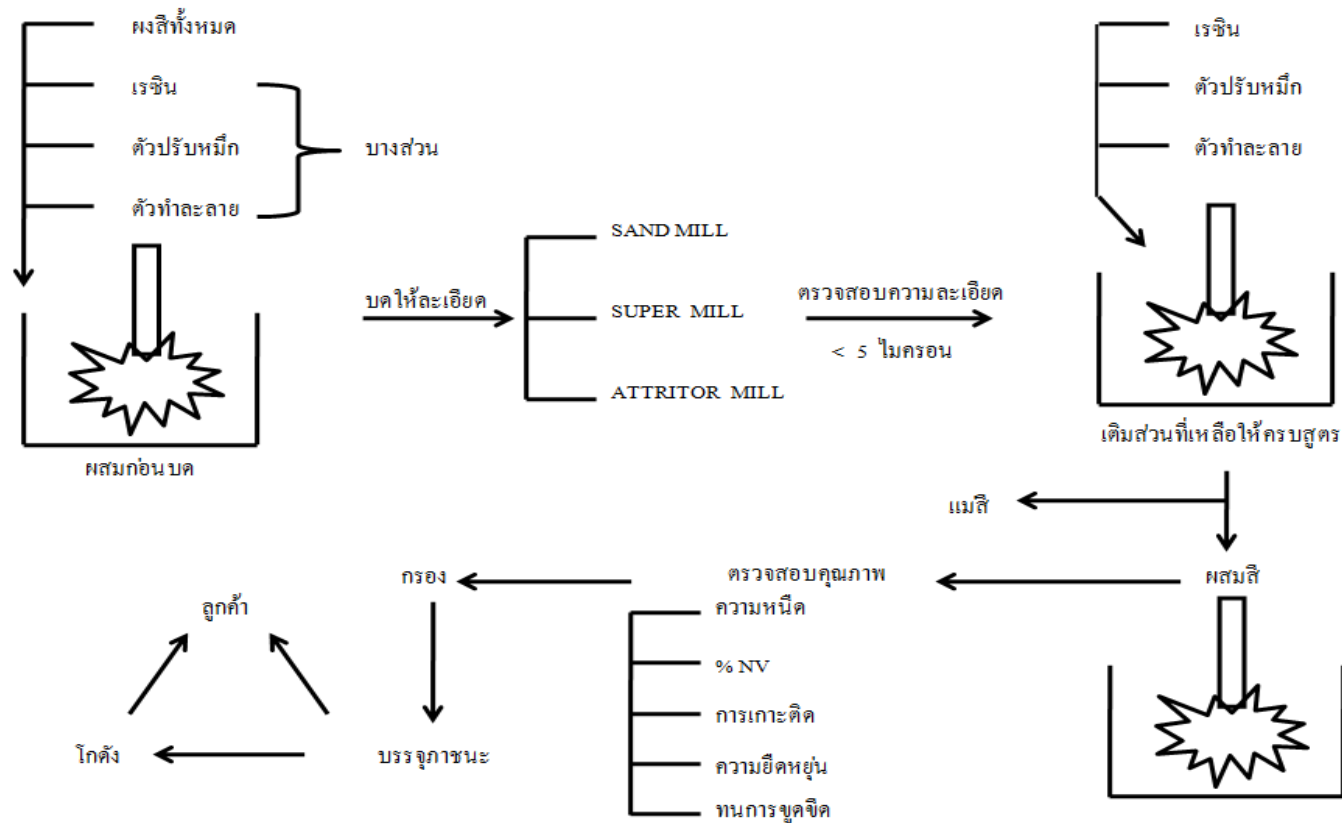 ผงสีทั้งหมด
เรซิน
ตัวปรับหมึก
ตัวทำละลาย
บางส่วน
ผสมก่อนบด
บดให้ละเอียด
SAND MILL
SUPER MILL
ATTRITOR MILL
ตรวจสอบความละเอียด
< 5 ไมครอน
เรซิน
ตัวปรับหมึก
ตัวทำละลาย
เติมส่วนที่เหลือให้ครบสูตร
แม่สี
ผสมสี
ตรวจสอบคุณภาพ
ความหนืด
% NV
การเกาะติด
ความยืดหยุ่น
ทนการขูดขีด
กรอง
บรรจุภาชนะ
โกดัง
ลูกค้า